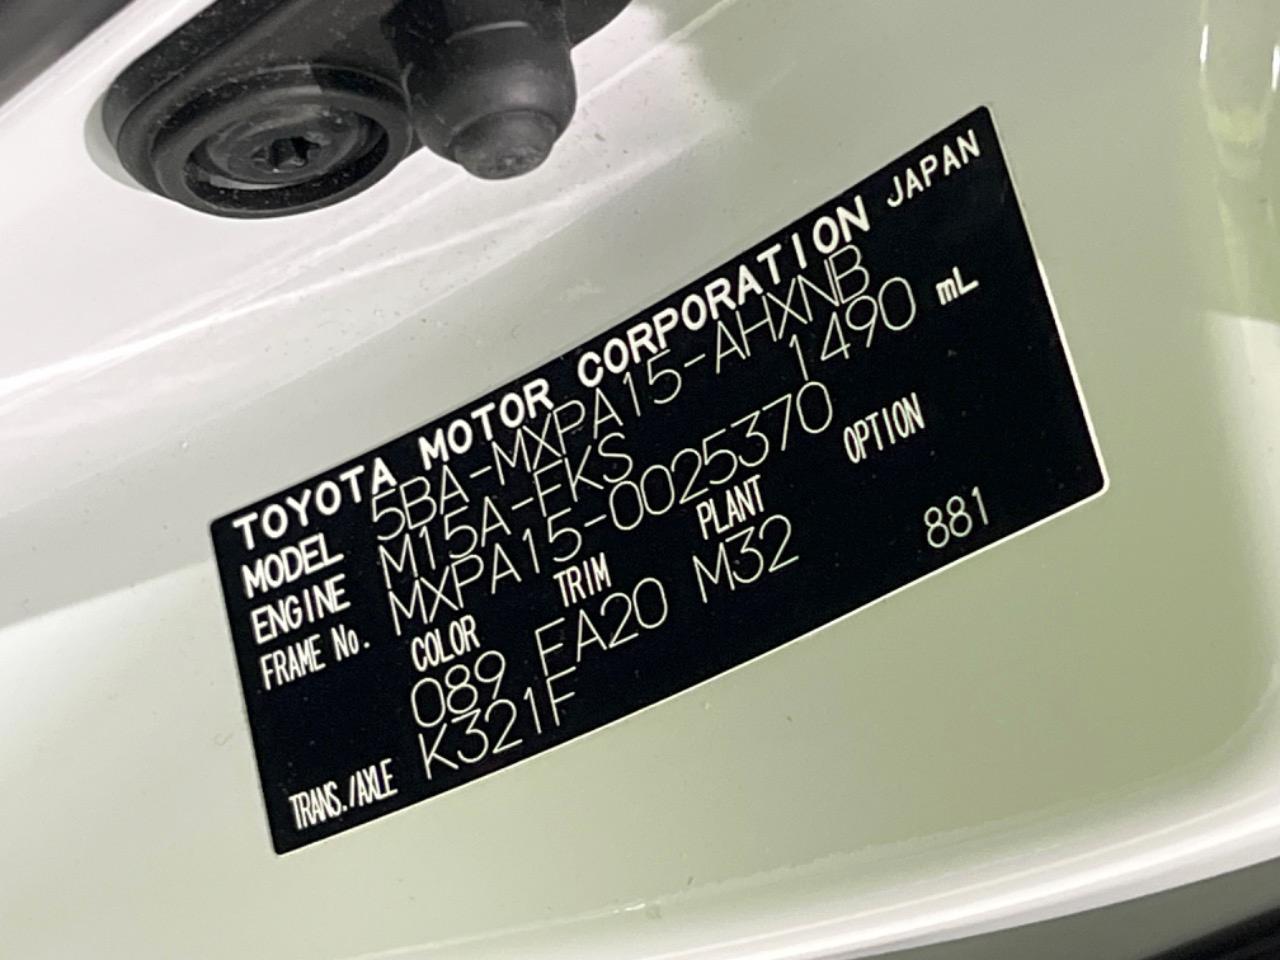 TOYOTA MOTOR CORPORATION JAPAN
MODEL 5BA-MXPA15-AHXNB
ENGINE M15A-FKS 1490 mL
FRAME No. MXPA15-0025370
COLOR TRIM PLANT OPTION
089 EA20 M32 881
TRANS./AXLE K321F